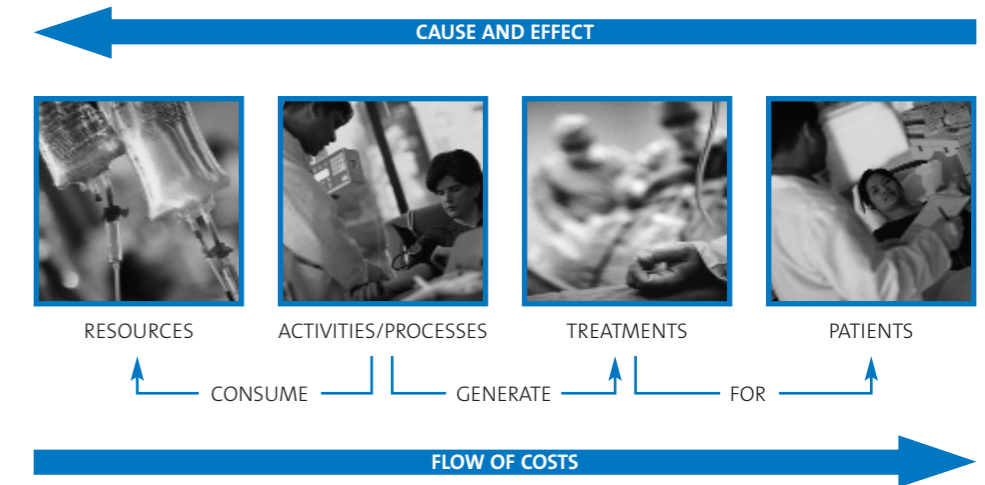 CAUSE AND EFFECT
RESOURCES
ACTIVITIES/PROCESSES
TREATMENTS
PATIENTS
CONSUME
GENERATE
FOR
FLOW OF COSTS